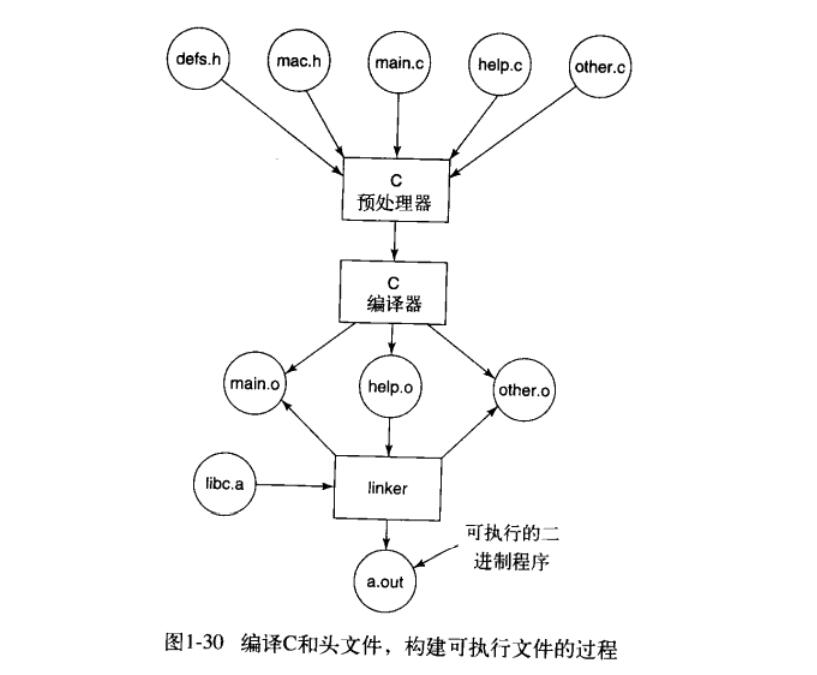 defs.h
mac.h
main.c
help.c
other.c
C
预处理器
C
编译器
main.o
help.o
other.o
libc.a
linker
可执行的二
进制程序
a.out
图1-30 编译C和头文件，构建可执行文件的过程